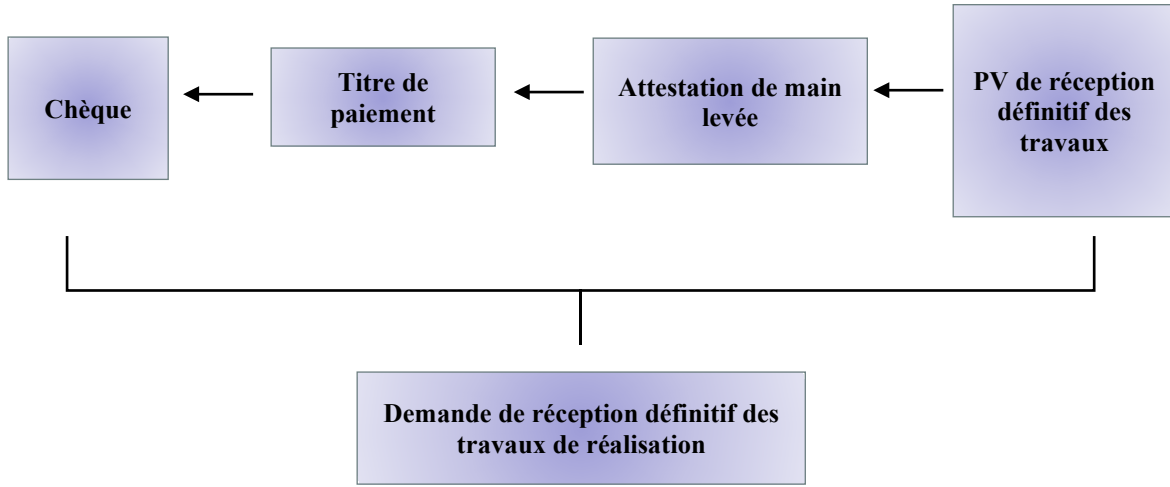 Chèque
Titre de
paiement
Attestation de main
levée
PV de réception
définitif des
travaux
Demande de réception définitif des
travaux de réalisation